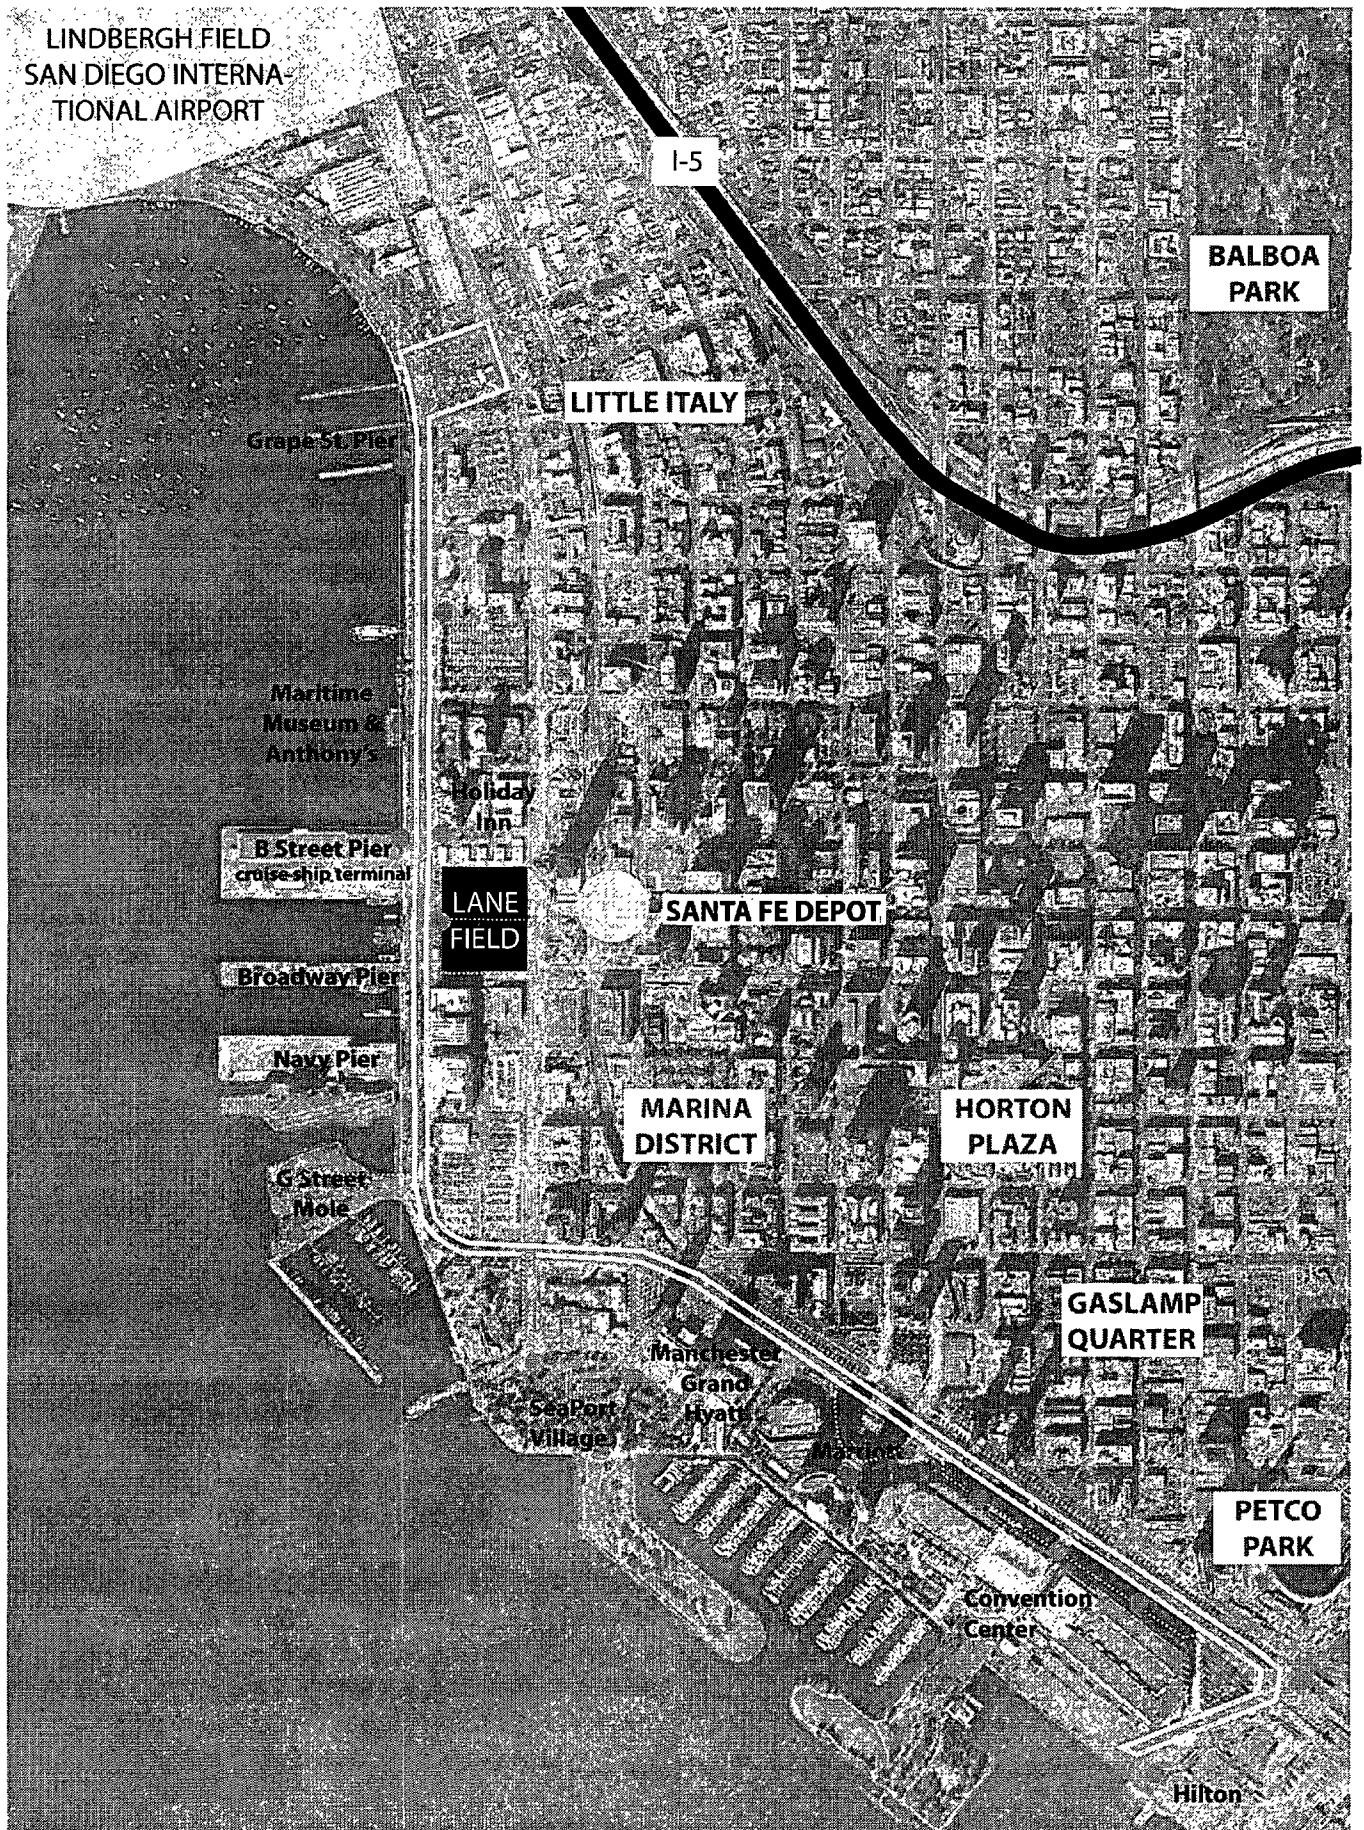 LINDBERGH FIELD
SAN DIEGO INTERNA-
TIONAL AIRPORT
I-5
BALBOA
PARK
LITTLE ITALY
Grape St. Pier
Maritime
Museum &
Anthony's
Holiday
Inn
B Street Pier
cruise ship terminal
LANE
FIELD
SANTA FE DEPOT
Broadway Pier
Navy Pier
MARINA
DISTRICT
HORTON
PLAZA
G Street
Mole
GASLAMP
QUARTER
Manchester
Grand
Hyatt
SeaPort
Village
Marriott
PETCO
PARK
Convention
Center
Hilton